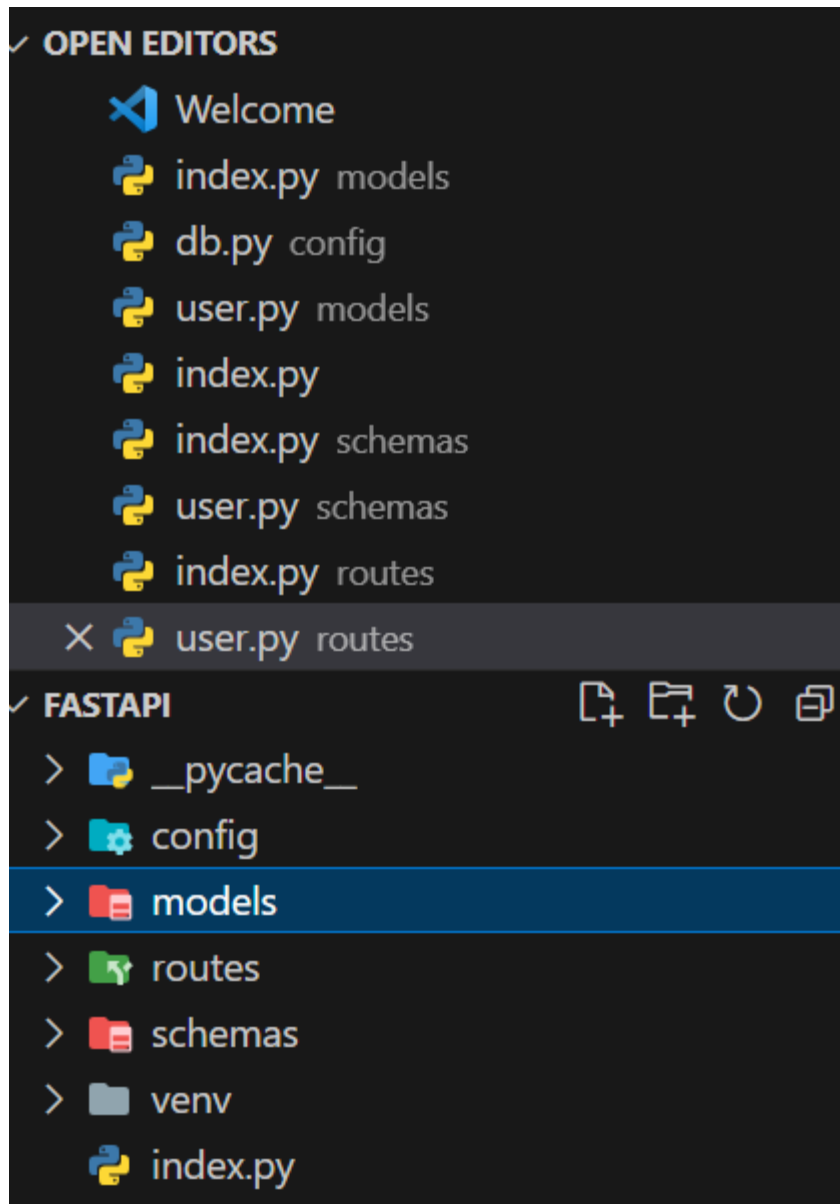 OPEN EDITORS
Welcome
index.py models
db.py config
user.py models
index.py
index.py schemas
user.py schemas
index.py routes
user.py routes
FASTAPI
__pycache__
config
models
routes
schemas
venv
index.py